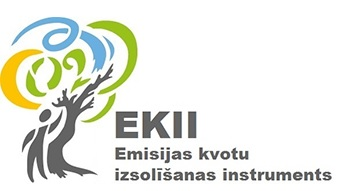 EKII
Emisijas kvotu
izsolīšanas instruments